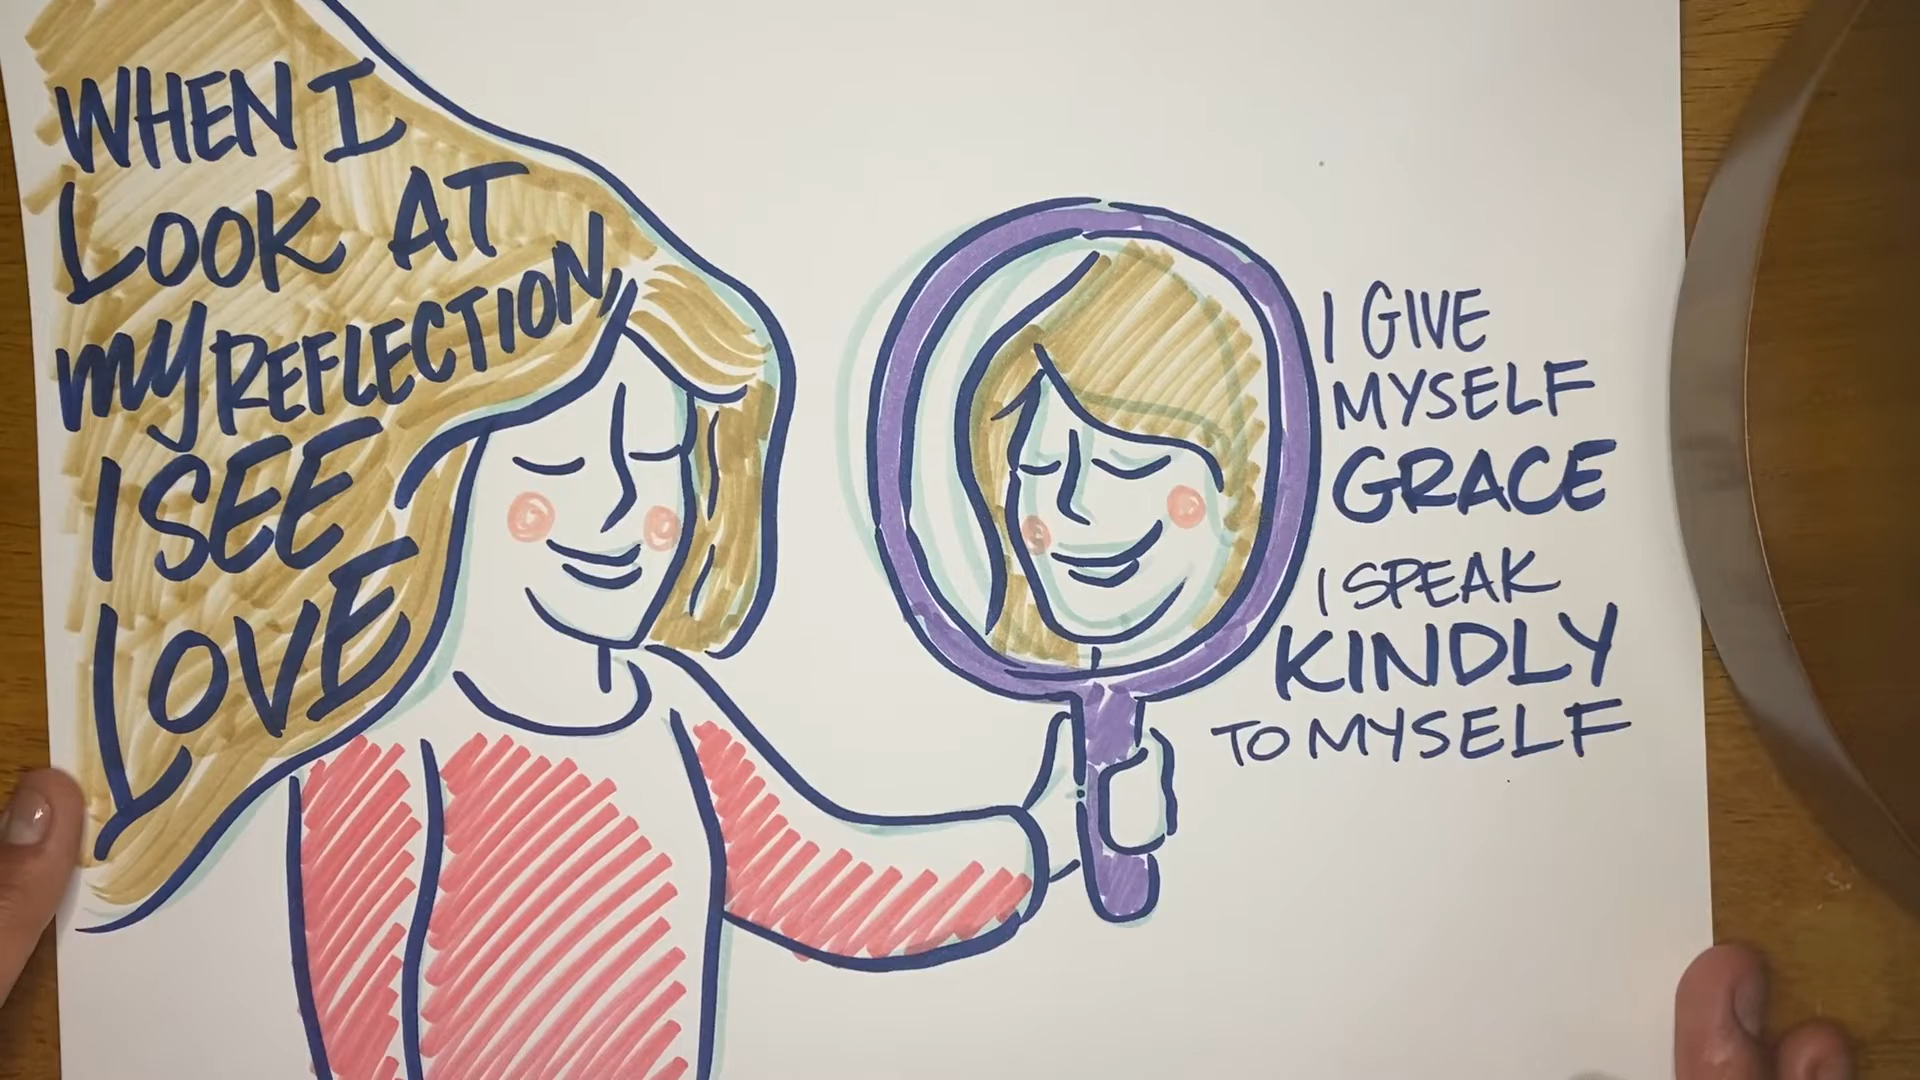 WHEN I
LOOK AT
my REFLECTION,
I SEE
LOVE
I GIVE
MYSELF
GRACE
I SPEAK
KINDLY
TO MYSELF